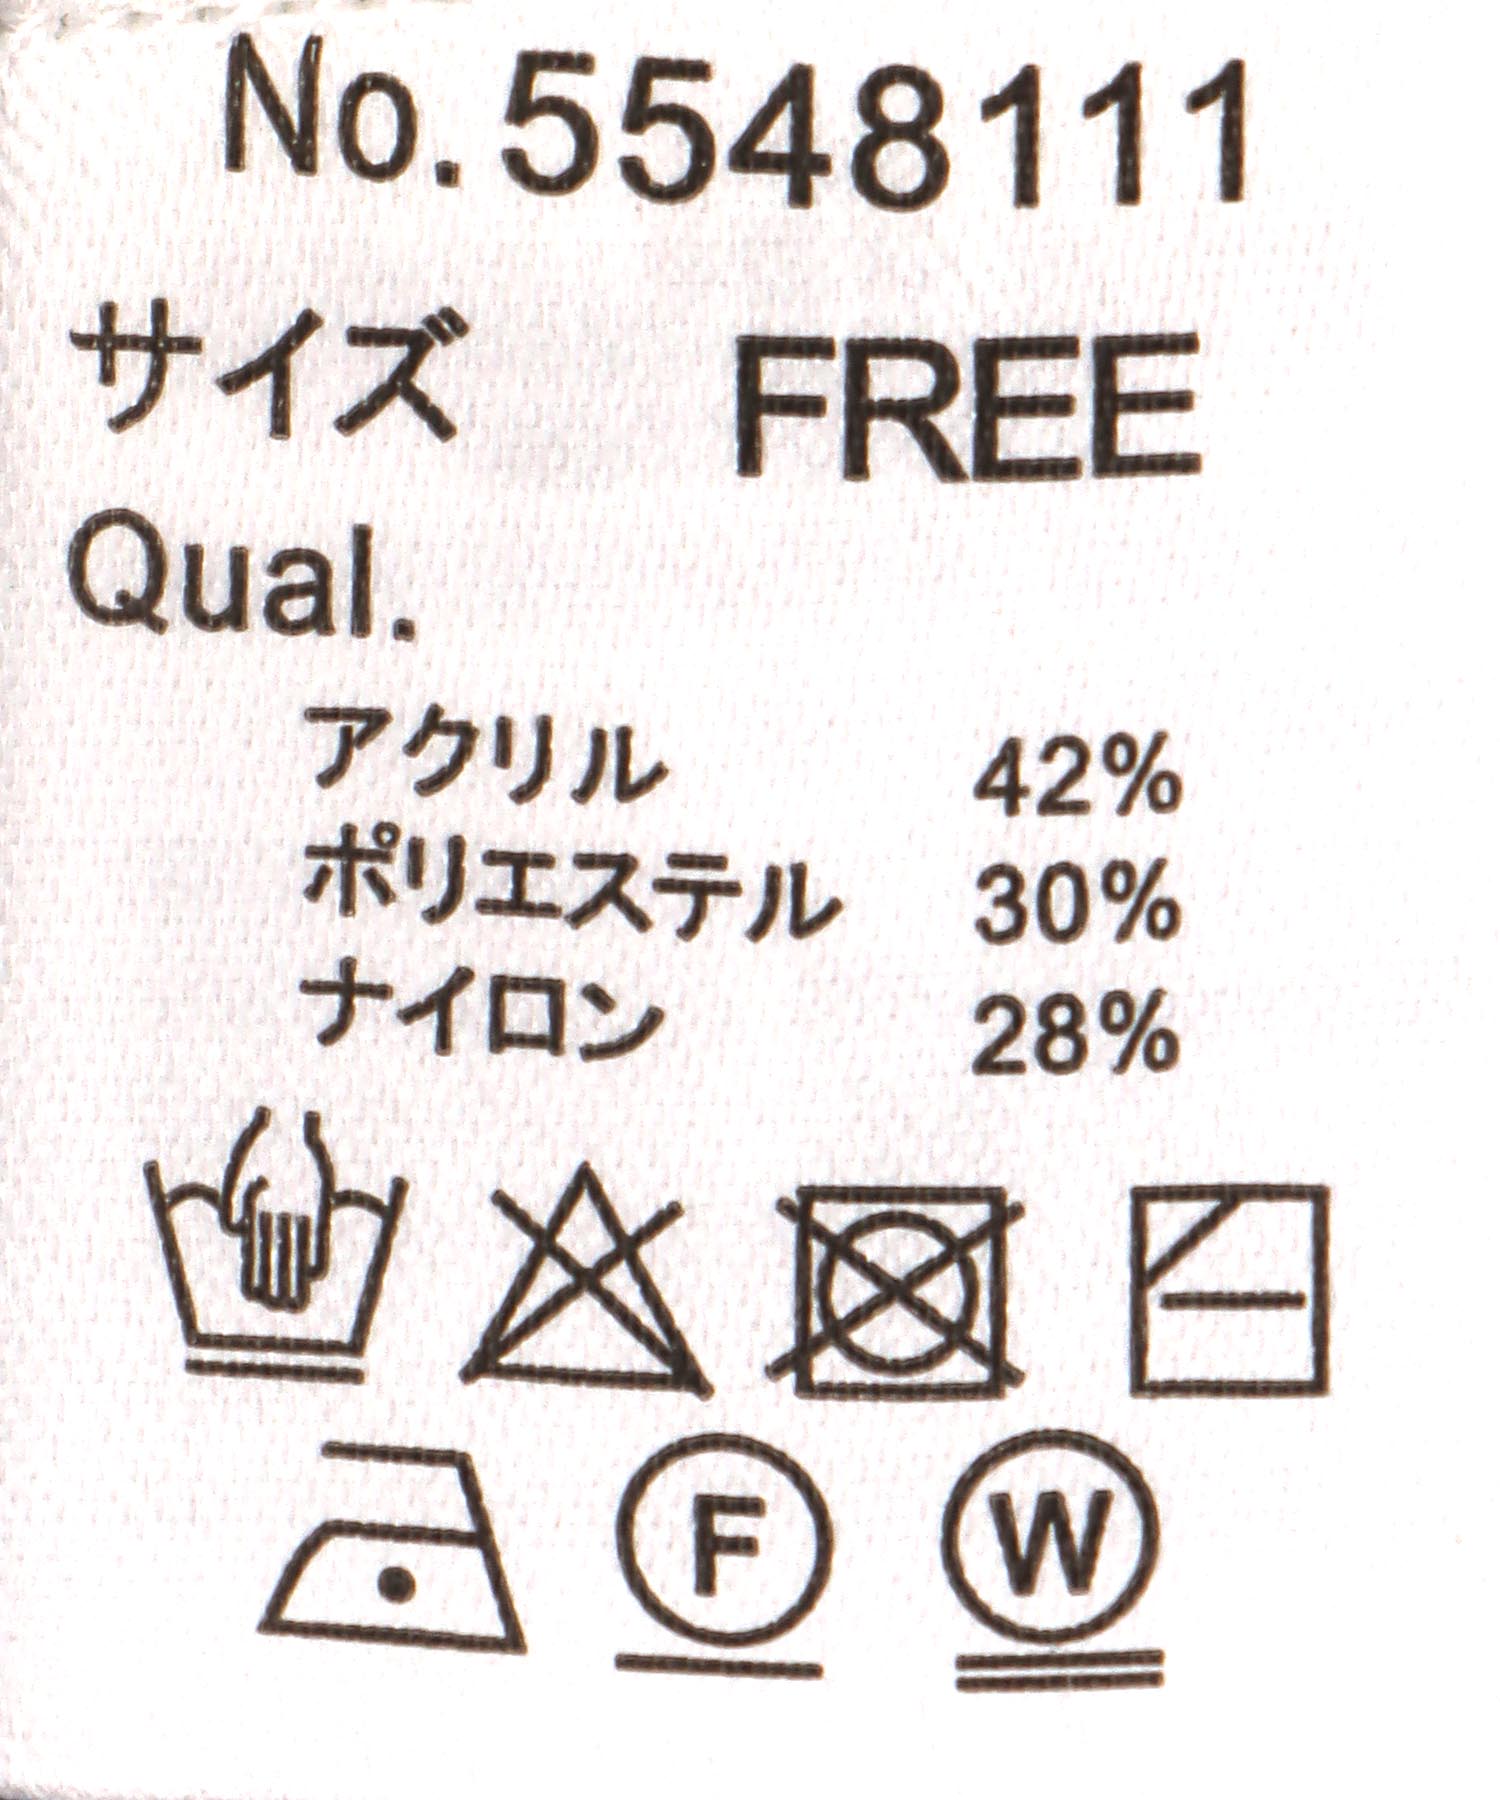 No.5548111
サイズ FREE
Qual.
アクリル 42%
ポリエステル 30%
ナイロン 28%
F W